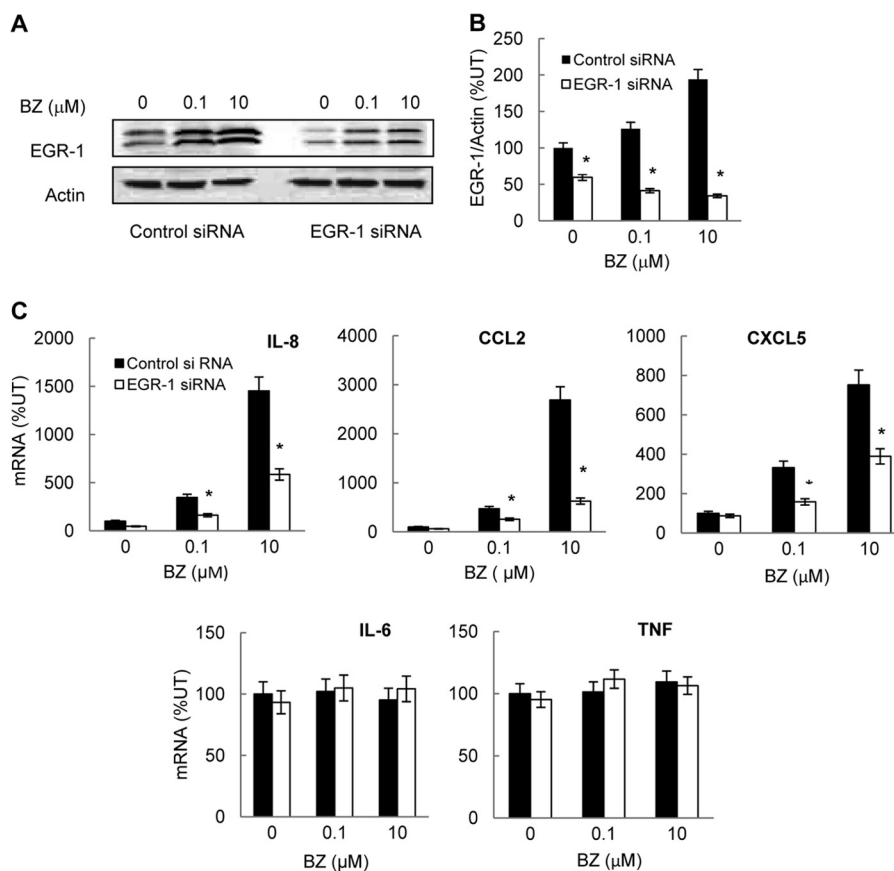 A
BZ (μM)
0 0.1 10 0 0.1 10
EGR-1
Actin
Control siRNA EGR-1 siRNA
B
Control siRNA
EGR-1 siRNA
EGR-1/Actin (%UT)
250
200
150
100
50
0
*
*
*
0 0.1 10
BZ (μM)
C
IL-8
Control si RNA
EGR-1 siRNA
mRNA (%UT)
2000
1500
1000
500
0
*
*
0 0.1 10
BZ (μM)
CCL2
4000
3000
2000
1000
0
*
*
0 0.1 10
BZ ( μM)
CXCL5
1000
800
600
400
200
0
*
*
0 0.1 10
BZ (μM)
IL-6
mRNA (%UT)
150
100
50
0
0 0.1 10
BZ (μM)
TNF
150
100
50
0
0 0.1 10
BZ (μM)